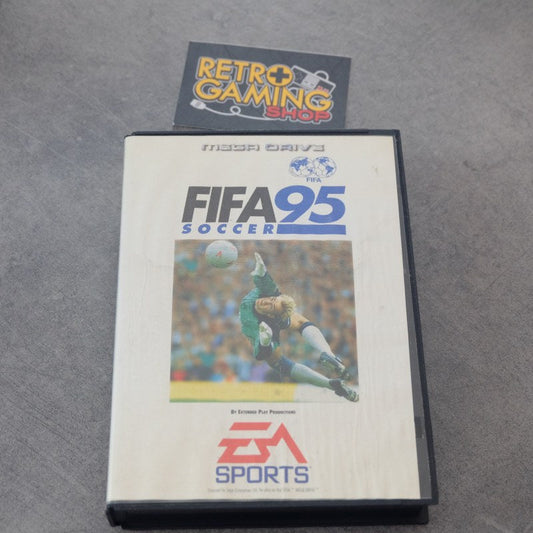 RETRO
GAMING
SHOP
MEGA DRIVE
FIFA
FIFA 95
SOCCER
BY EXTENDED PLAY PRODUCTIONS
EA
SPORTS